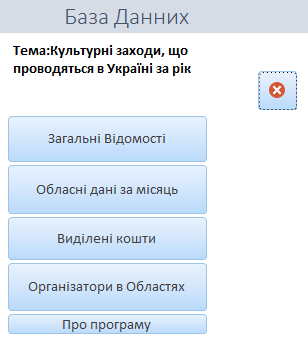 База Данних
Тема:Культурні заходи, що
проводяться в Україні за рік
Загальні Відомості
Обласні дані за місяць
Виділені кошти
Організатори в Областях
Про програму